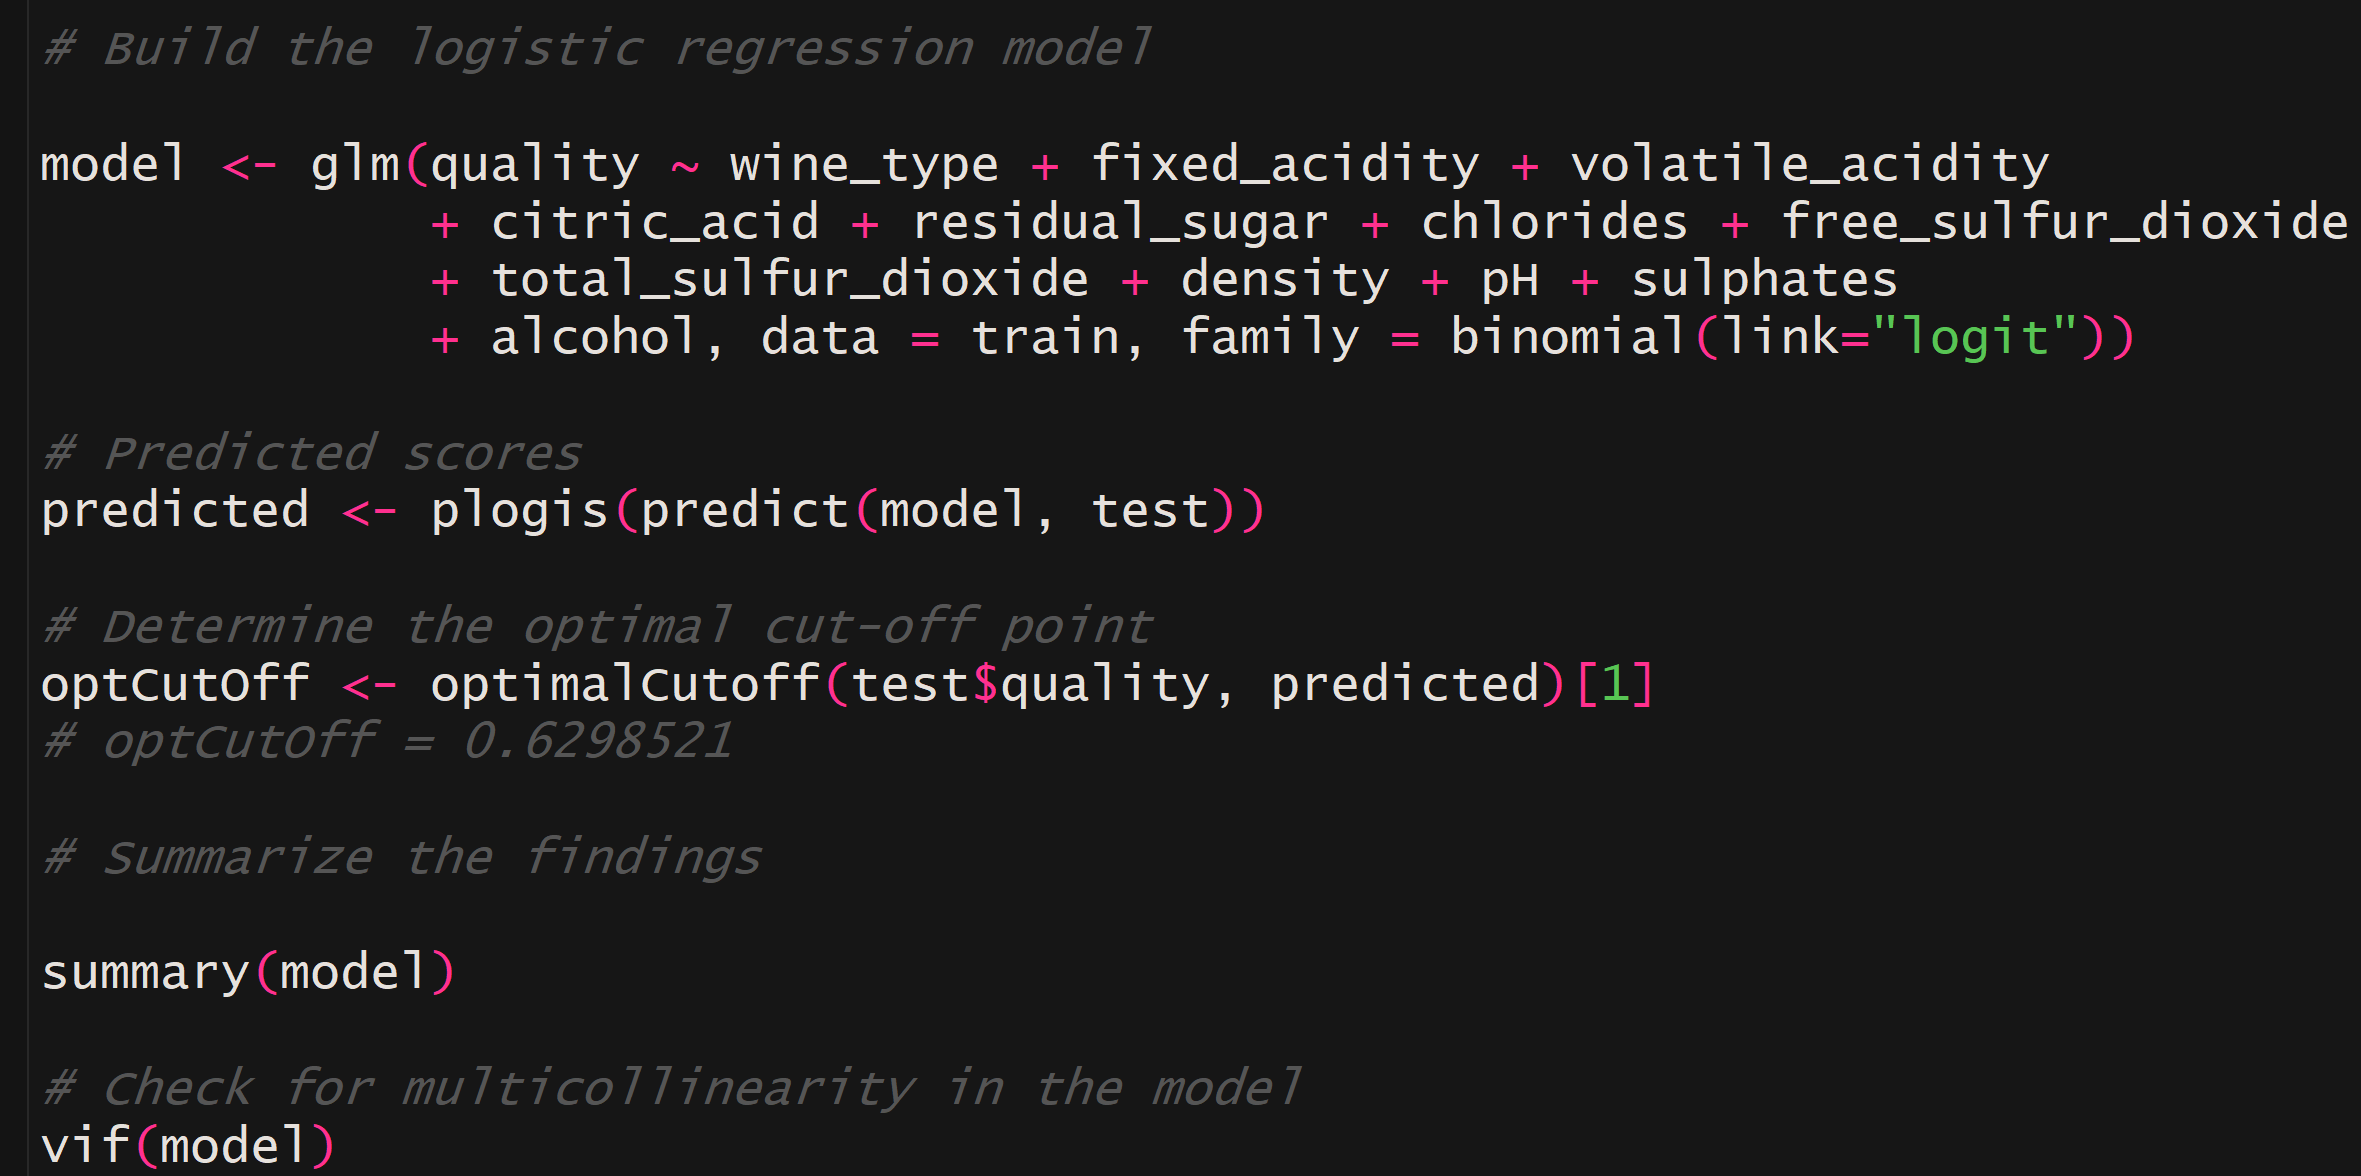 # Build the logistic regression model
model <- glm(quality ~ wine_type + fixed_acidity + volatile_acidity
+ citric_acid + residual_sugar + chlorides + free_sulfur_dioxide
+ total_sulfur_dioxide + density + pH + sulphates
+ alcohol, data = train, family = binomial(link="logit"))
# Predicted scores
predicted <- plogis(predict(model, test))
# Determine the optimal cut-off point
optCutOff <- optimalCutoff(test$quality, predicted)[1]
# optCutOff = 0.6298521
# Summarize the findings
summary(model)
# Check for multicollinearity in the model
vif(model)